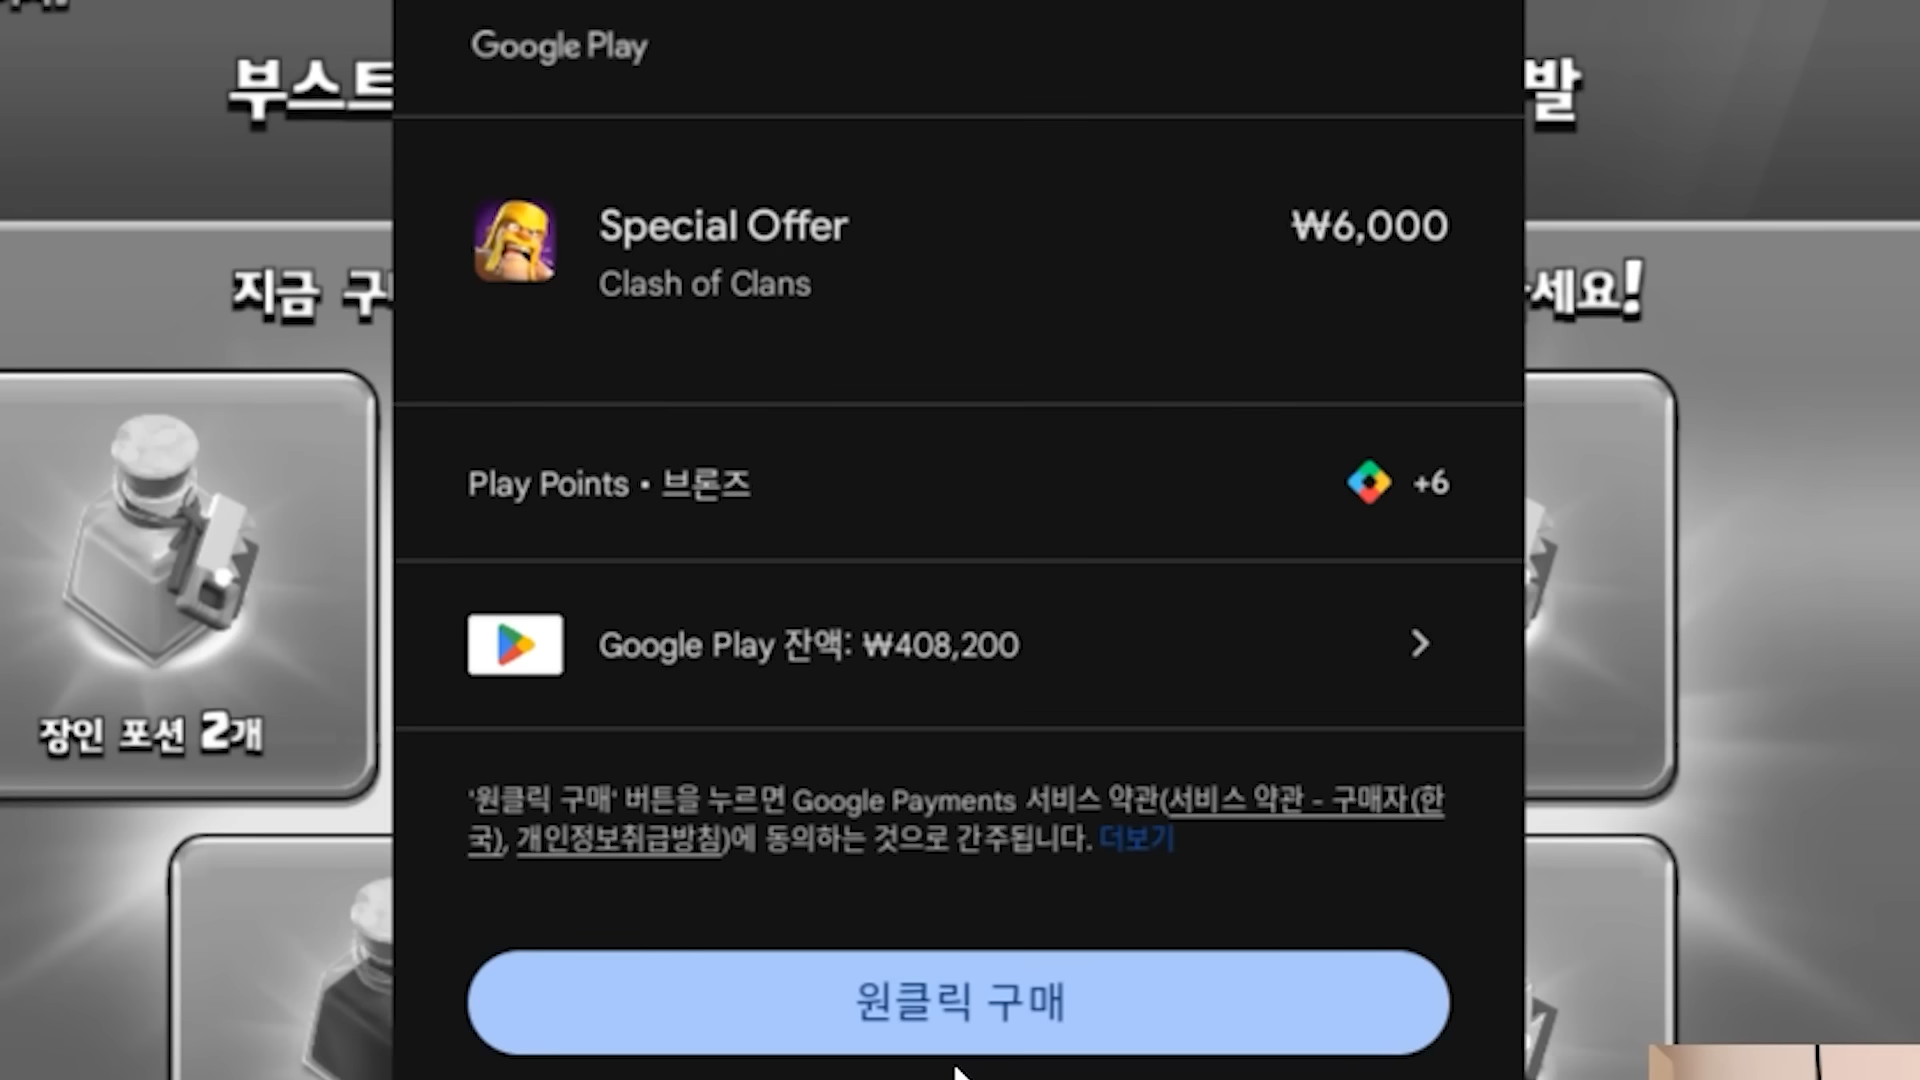 Google Play
부스트
발
Special Offer
₩6,000
Clash of Clans
지금 구
세요!
Play Points • 브론즈
+6
Google Play 잔액: ₩408,200
장인 포션 2개
'원클릭 구매' 버튼을 누르면 Google Payments 서비스 약관(서비스 약관 - 구매자(한
국), 개인정보취급방침)에 동의하는 것으로 간주됩니다. 더보기
원클릭 구매